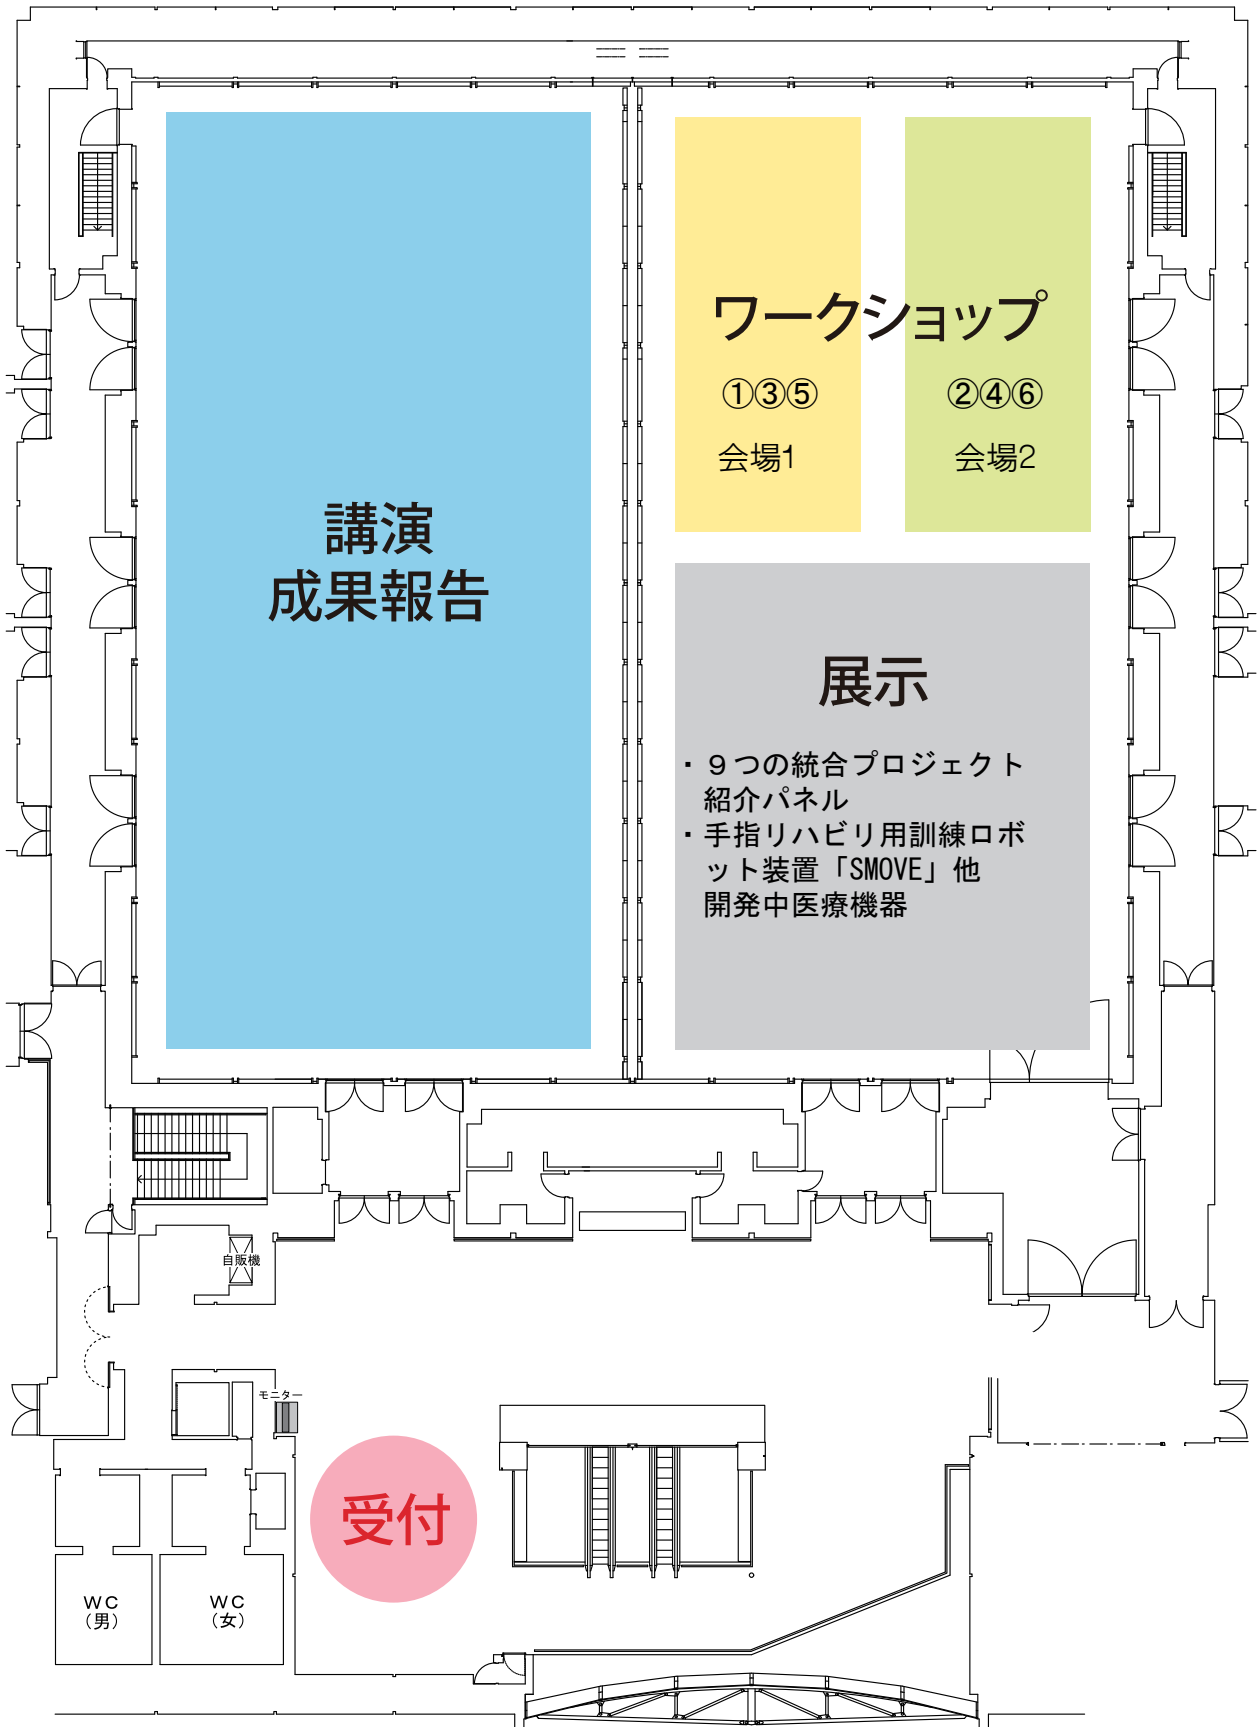 ワークショップ
①③⑤
②④⑥
会場1
会場2
講演
成果報告
展示
・９つの統合プロジェクト
紹介パネル
・手指リハビリ用訓練ロボ
ット装置「SMOVE」他
開発中医療機器
自販機
モニター
受付
WC
（男）
WC
（女）